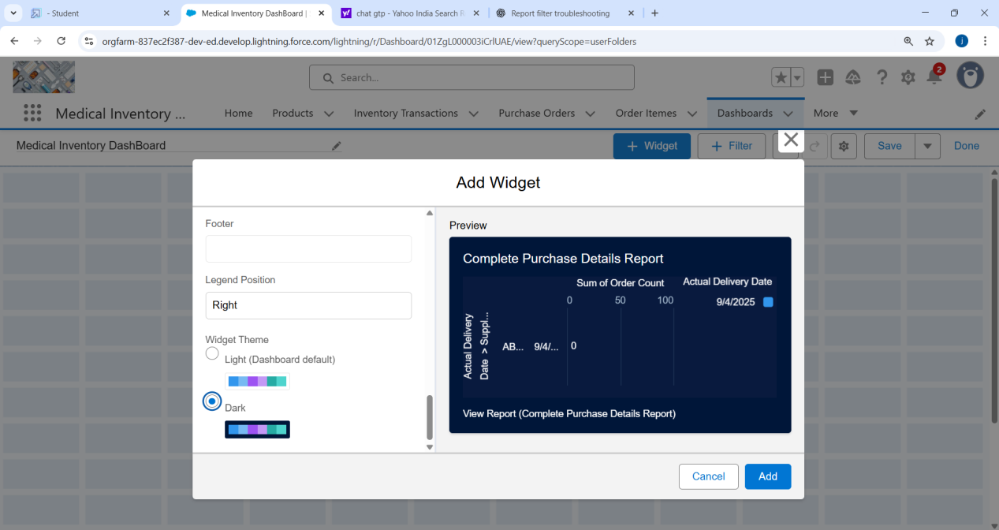 - Student
Medical Inventory DashBoard |
chat gtp - Yahoo India Search R
Report filter troubleshooting
orgfarm-837ec2f387-dev-ed.develop.lightning.force.com/lightning/r/Dashboard/01ZgL000003iCrlUAE/view?queryScope=userFolders
i
Search...
2
Medical Inventory ...
Home
Products
Inventory Transactions
Purchase Orders
Order Itemes
Dashboards
More
Medical Inventory DashBoard
+ Widget
+ Filter
Save
Done
Add Widget
Footer
Legend Position
Right
Widget Theme
Light (Dashboard default)
Dark
Preview
Complete Purchase Details Report
Sum of Order Count
Actual Delivery Date
0 50 100
9/4/2025
Actual Delivery
Date > Suppl...
AB... 9/4/... 0
View Report (Complete Purchase Details Report)
Cancel
Add